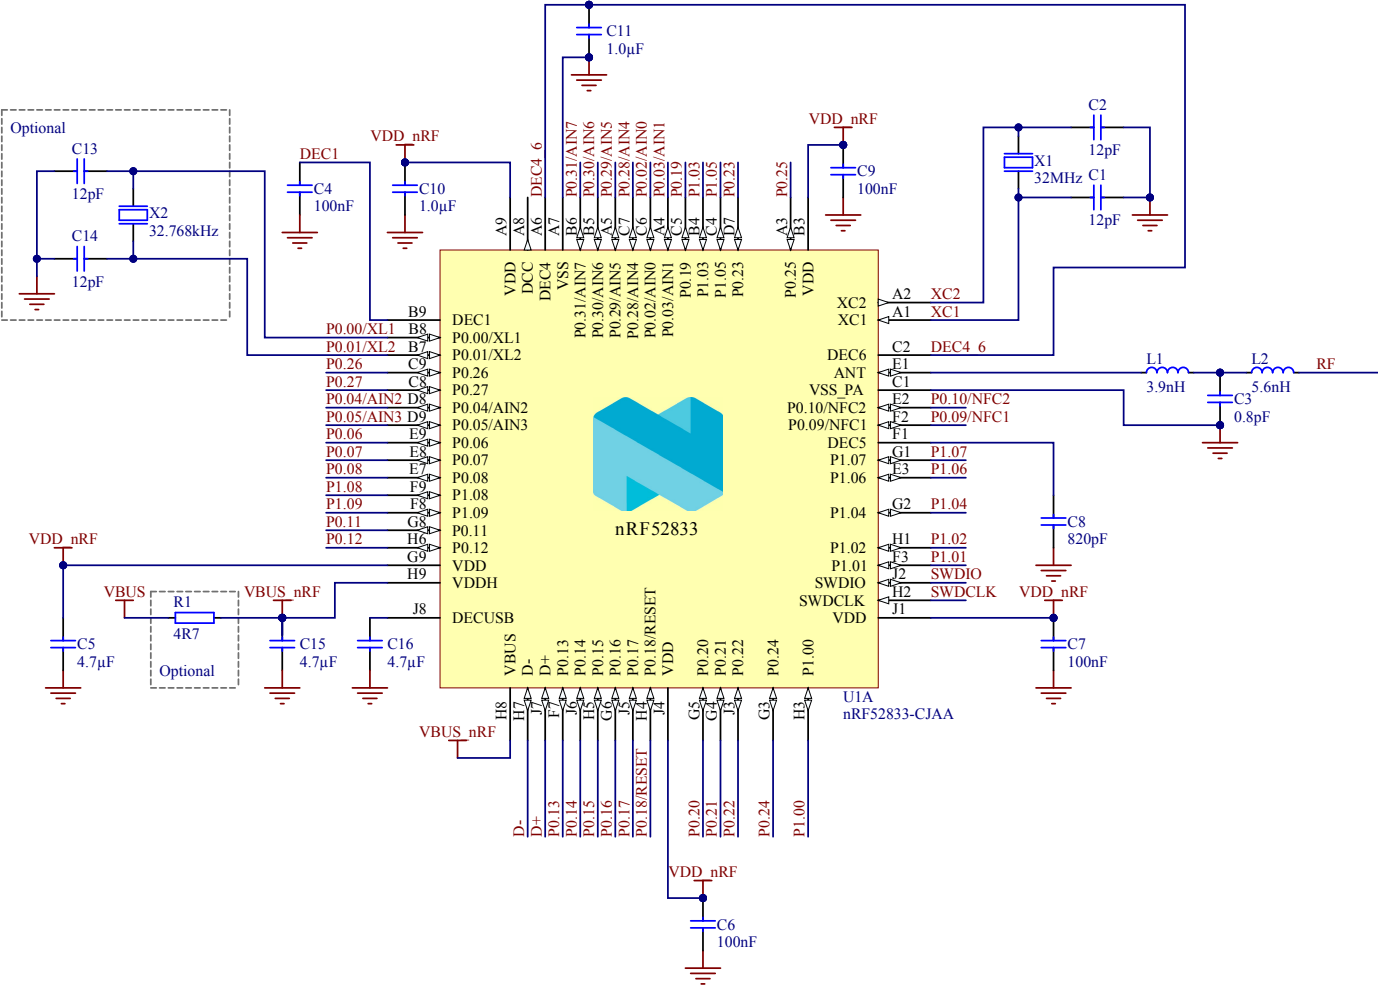 C11
1.0µF
Optional
C13
12pF
X2
32.768kHz
C14
12pF
DEC1
C4
100nF
VDD_nRF
C10
1.0µF
DEC4_6
P0.31/AIN7
P0.30/AIN6
P0.29/AIN5
P0.28/AIN4
P0.02/AIN0
P0.03/AIN1
P0.19
P1.03
P1.05
P0.23
P0.25
VDD_nRF
C9
100nF
C2
12pF
X1
32MHz
C1
12pF
A9
A8
A6
A7
B6
B5
A5
C7
C6
A4
C5
B4
C4
D7
A3
B3
VDD
DCC
DEC4
VSS
P0.31/AIN7
P0.30/AIN6
P0.29/AIN5
P0.28/AIN4
P0.02/AIN0
P0.03/AIN1
P0.19
P1.03
P1.05
P0.23
P0.25
VDD
B9 DEC1
P0.00/XL1 B8 P0.00/XL1
P0.01/XL2 B7 P0.01/XL2
P0.26 C9 P0.26
P0.27 C8 P0.27
P0.04/AIN2 D8 P0.04/AIN2
P0.05/AIN3 D9 P0.05/AIN3
P0.06 E9 P0.06
P0.07 E8 P0.07
P0.08 E7 P0.08
P1.08 F9 P1.08
P1.09 F8 P1.09
P0.11 G8 P0.11
P0.12 H6 P0.12
G9 VDD
H9 VDDH
J8 DECUSB
XC2 A2 XC2
XC1 A1 XC1
DEC6 C2 DEC4_6
ANT E1
VSS_PA C1
P0.10/NFC2 E2 P0.10/NFC2
P0.09/NFC1 F2 P0.09/NFC1
DEC5 F1
P1.07 G1 P1.07
P1.06 E3 P1.06
P1.04 G2 P1.04
P1.02 H1 P1.02
P1.01 F3 P1.01
SWDIO J2 SWDIO
SWDCLK H2 SWDCLK
VDD J1
nRF52833
L1
3.9nH
L2
5.6nH
RF
C3
0.8pF
C8
820pF
VDD_nRF
C7
100nF
VDD_nRF
C5
4.7µF
VBUS
R1
4R7
Optional
VBUS_nRF
C15
4.7µF
C16
4.7µF
VBUS
D-
D+
P0.13
P0.14
P0.15
P0.16
P0.17
P0.18/RESET
VDD
P0.20
P0.21
P0.22
P0.24
P1.00
U1A
nRF52833-CJAA
H8
H7
J7
F7
J6
H5
G6
J5
H4
J4
G5
G4
J3
G3
H3
VBUS_nRF
D-
D+
P0.13
P0.14
P0.15
P0.16
P0.17
P0.18/RESET
P0.20
P0.21
P0.22
P0.24
P1.00
VDD_nRF
C6
100nF